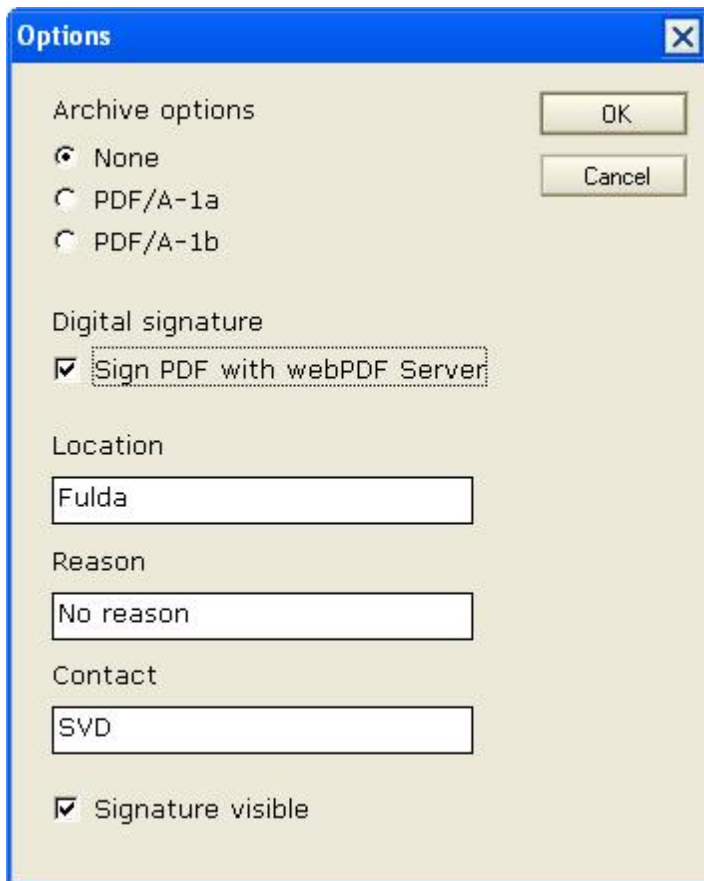 Options
Archive options
OK
None
Cancel
PDF/A-1a
PDF/A-1b
Digital signature
Sign PDF with webPDF Server
Location
Fulda
Reason
No reason
Contact
SVD
Signature visible